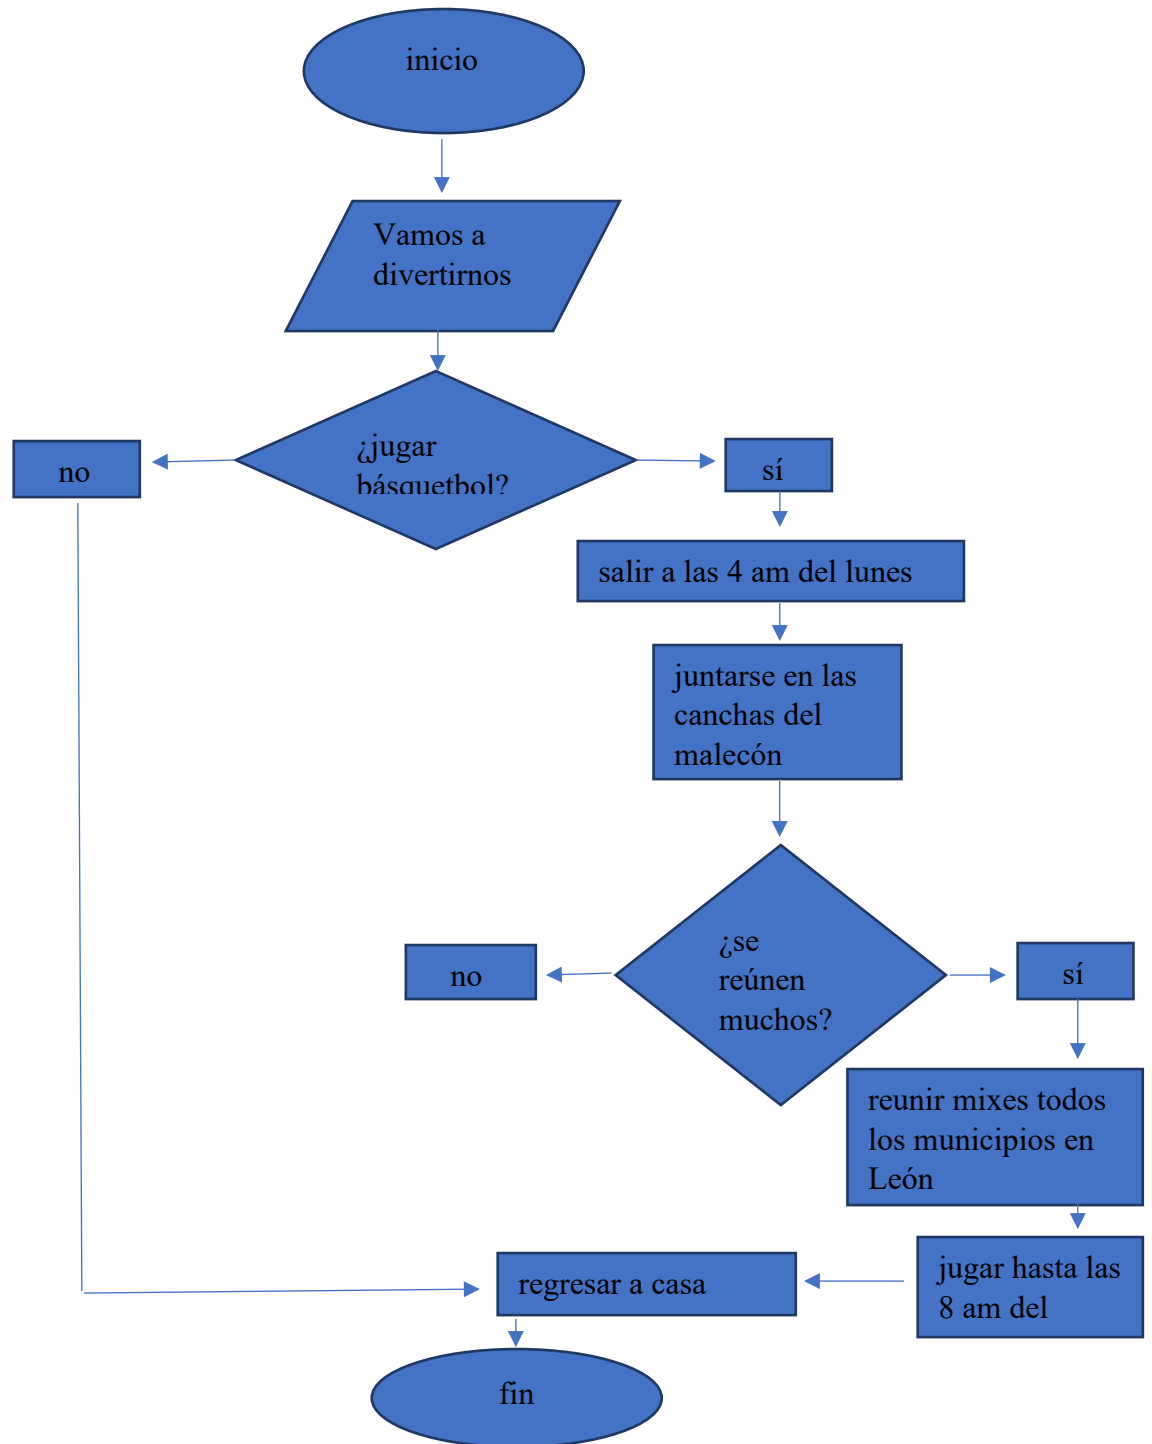 inicio
Vamos a
divertirnos
¿jugar
básquetbol?
no
sí
salir a las 4 am del lunes
juntarse en las
canchas del
malecón
¿se
reúnen
muchos?
no
sí
reunir mixes todos
los municipios en
León
jugar hasta las
8 am del
regresar a casa
fin